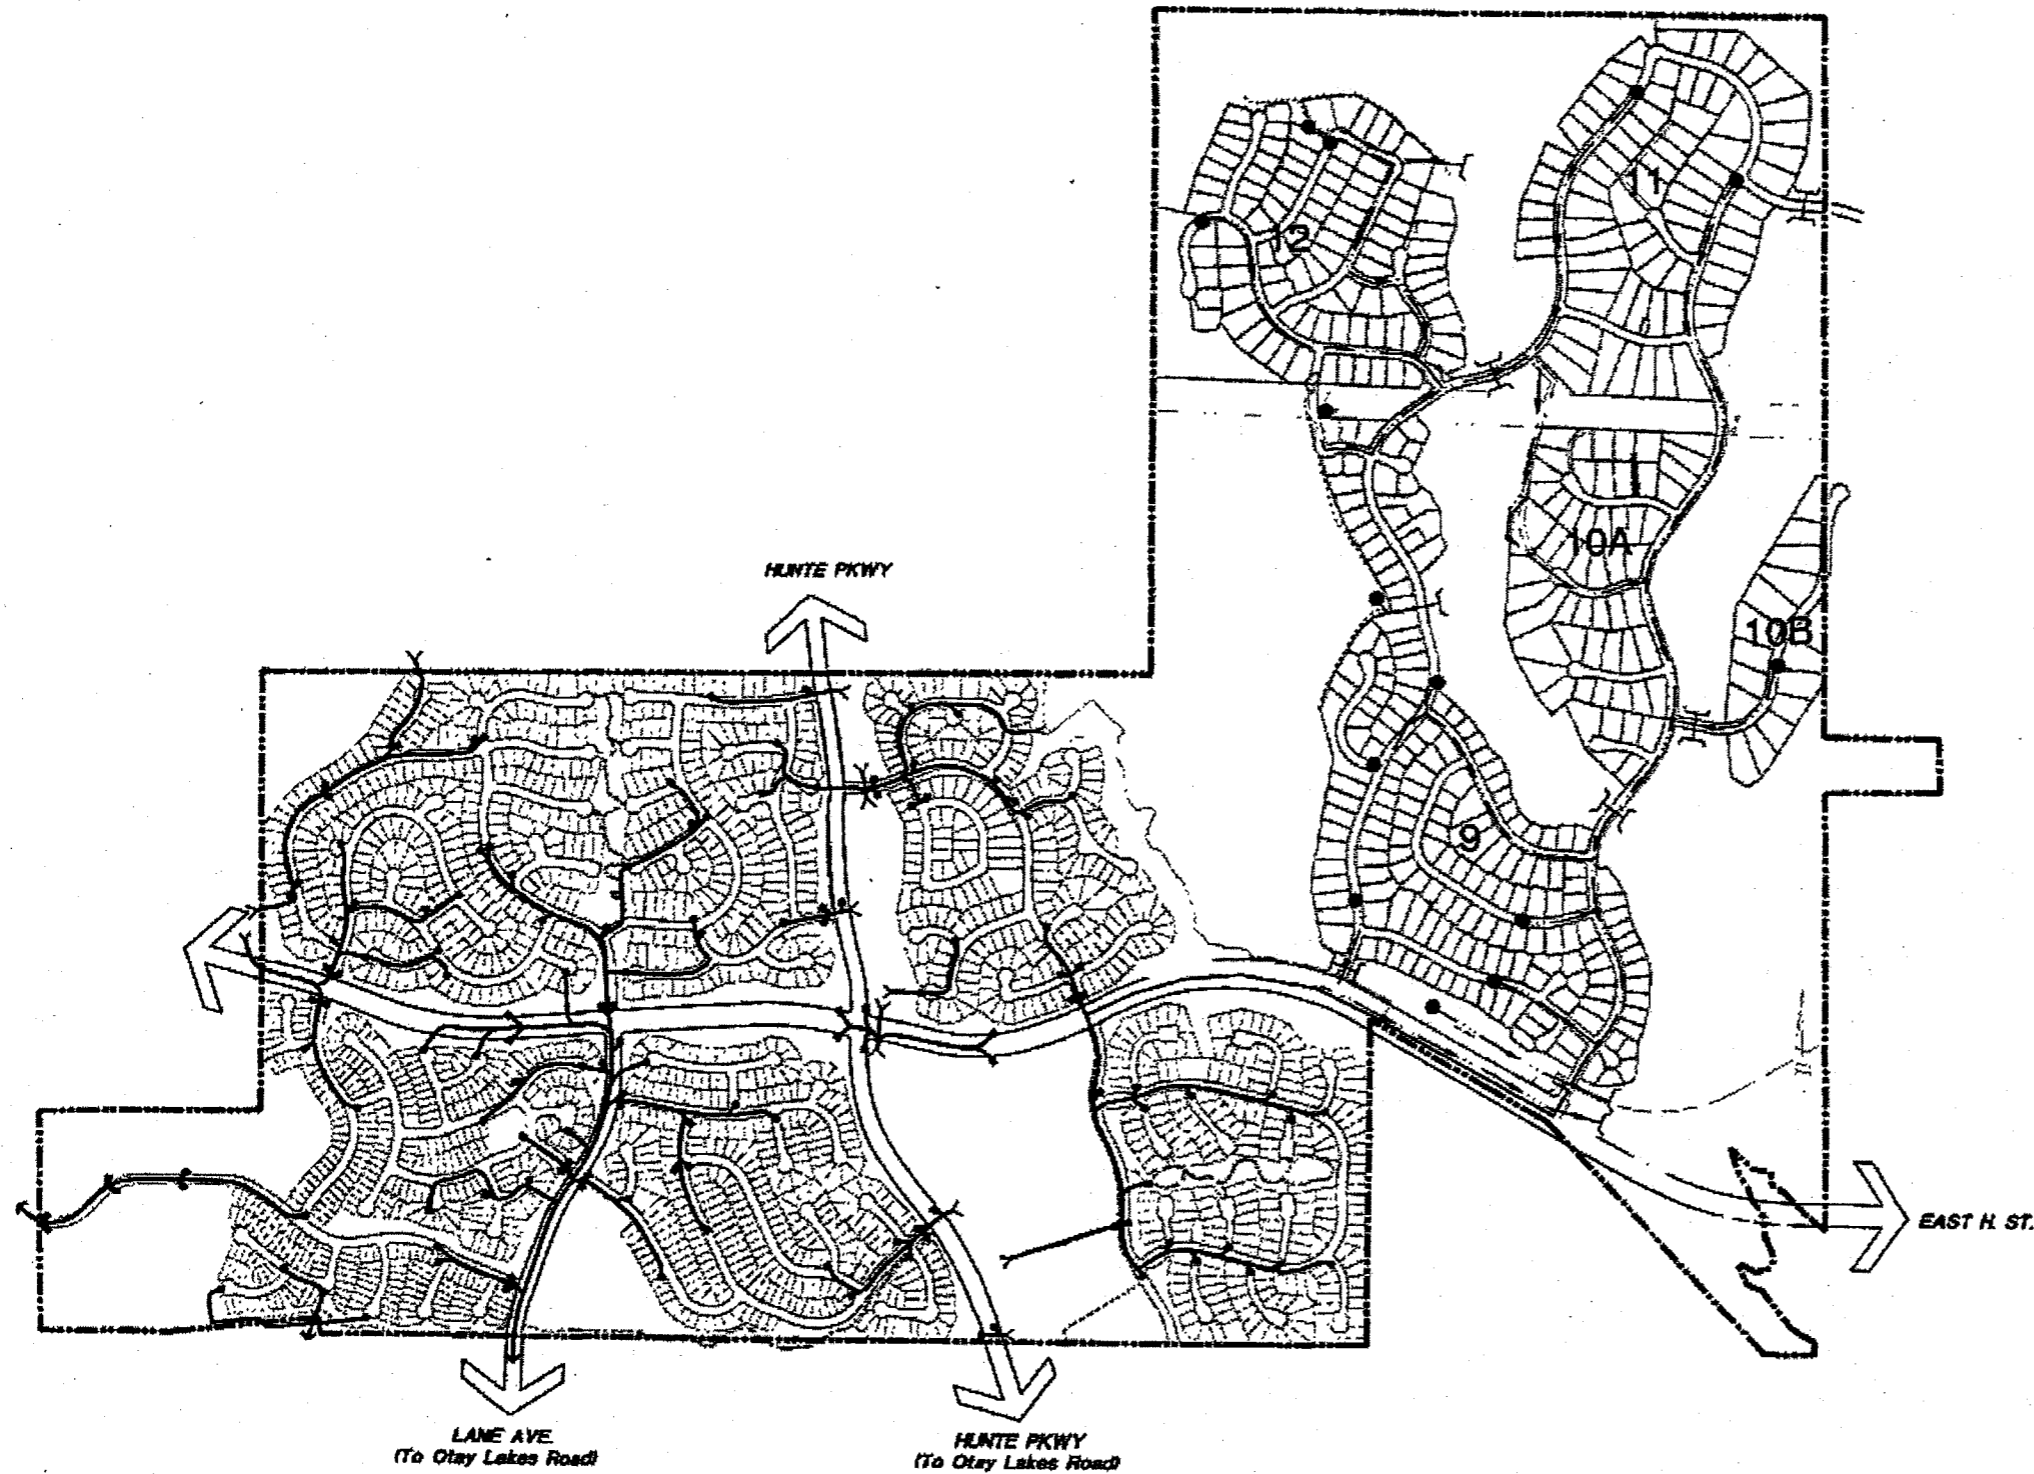 11
12
HUNTE PKWY
10A
10B
9
EAST H. ST.
LANE AVE.
(To Otay Lakes Road)
HUNTE PKWY
(To Otay Lakes Road)